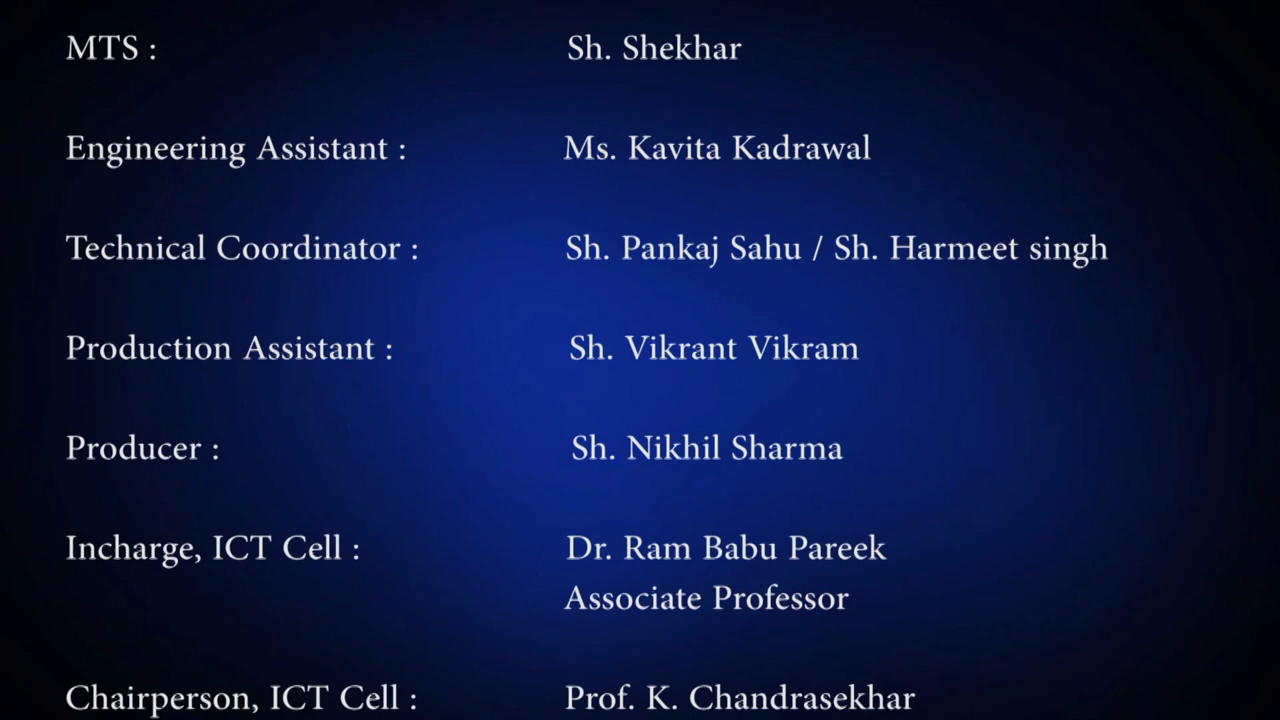 MTS : Sh. Shekhar
Engineering Assistant : Ms. Kavita Kadrawal
Technical Coordinator : Sh. Pankaj Sahu / Sh. Harmeet singh
Production Assistant : Sh. Vikrant Vikram
Producer : Sh. Nikhil Sharma
Incharge, ICT Cell : Dr. Ram Babu Pareek
Associate Professor
Chairperson, ICT Cell : Prof. K. Chandrasekhar